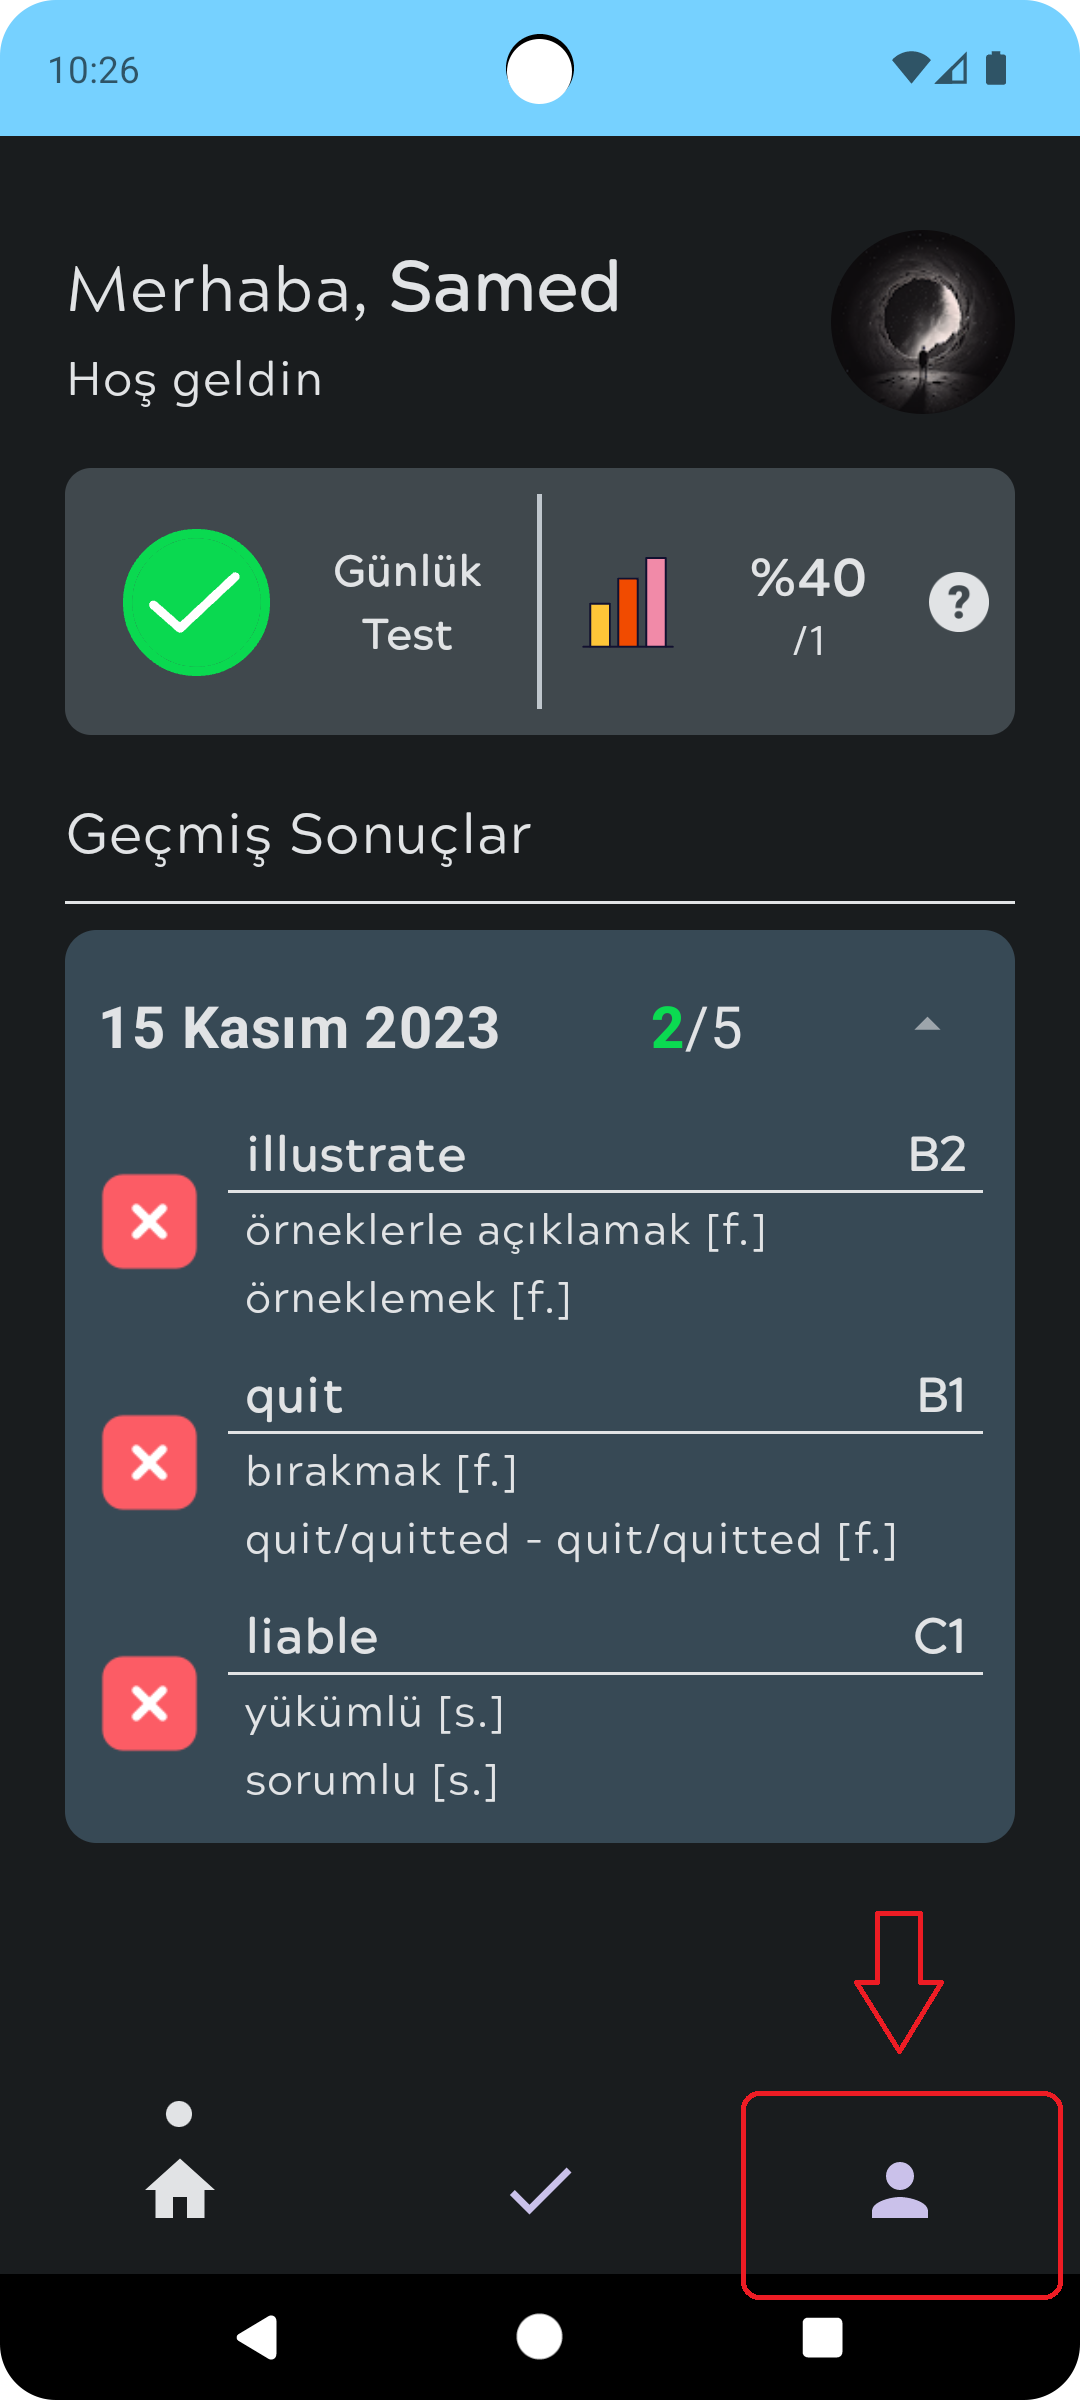 10:26
Merhaba, Samed
Hoş geldin
Günlük
Test
%40
/1
?
Geçmiş Sonuçlar
15 Kasım 2023 2/5
illustrate B2
örneklerle açıklamak [f.]
örneklemek [f.]
quit B1
bırakmak [f.]
quit/quitted - quit/quitted [f.]
liable C1
yükümlü [s.]
sorumlu [s.]